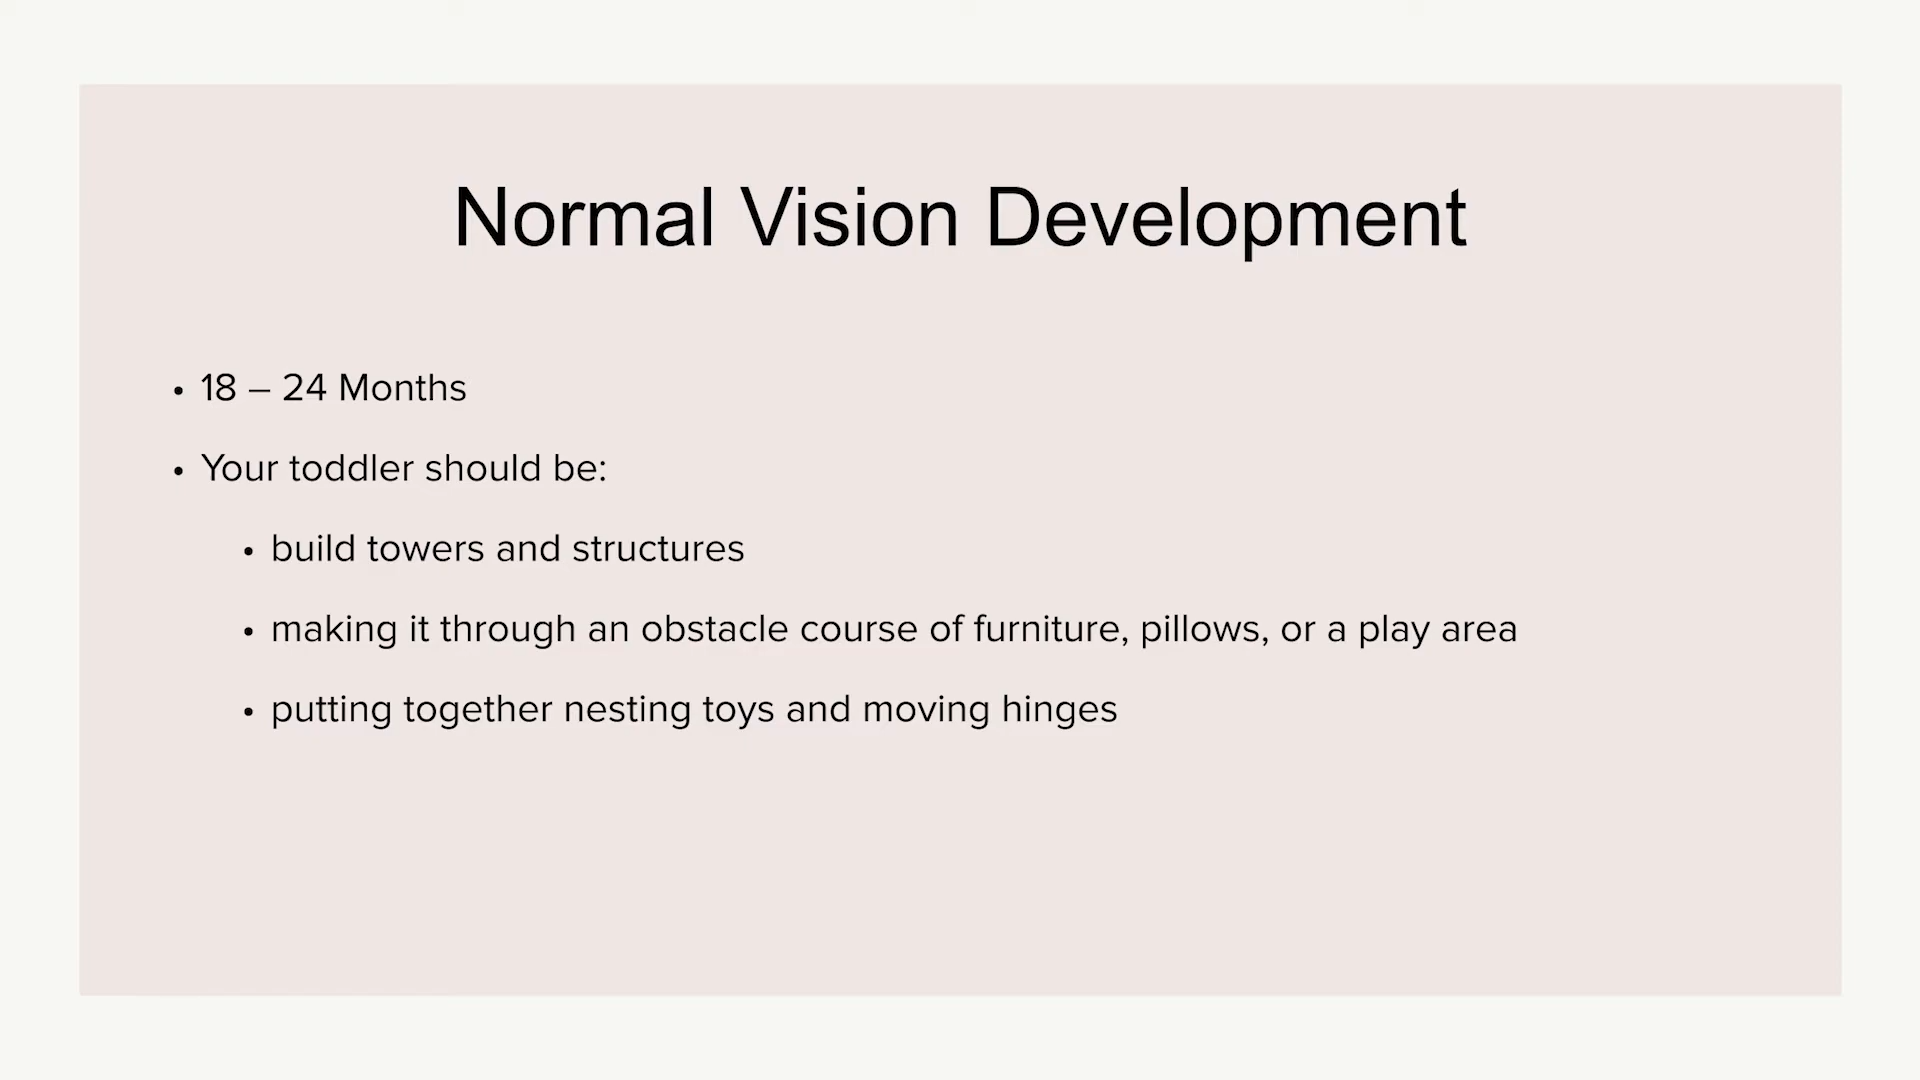 Normal Vision Development
• 18 – 24 Months
• Your toddler should be:
• build towers and structures
• making it through an obstacle course of furniture, pillows, or a play area
• putting together nesting toys and moving hinges